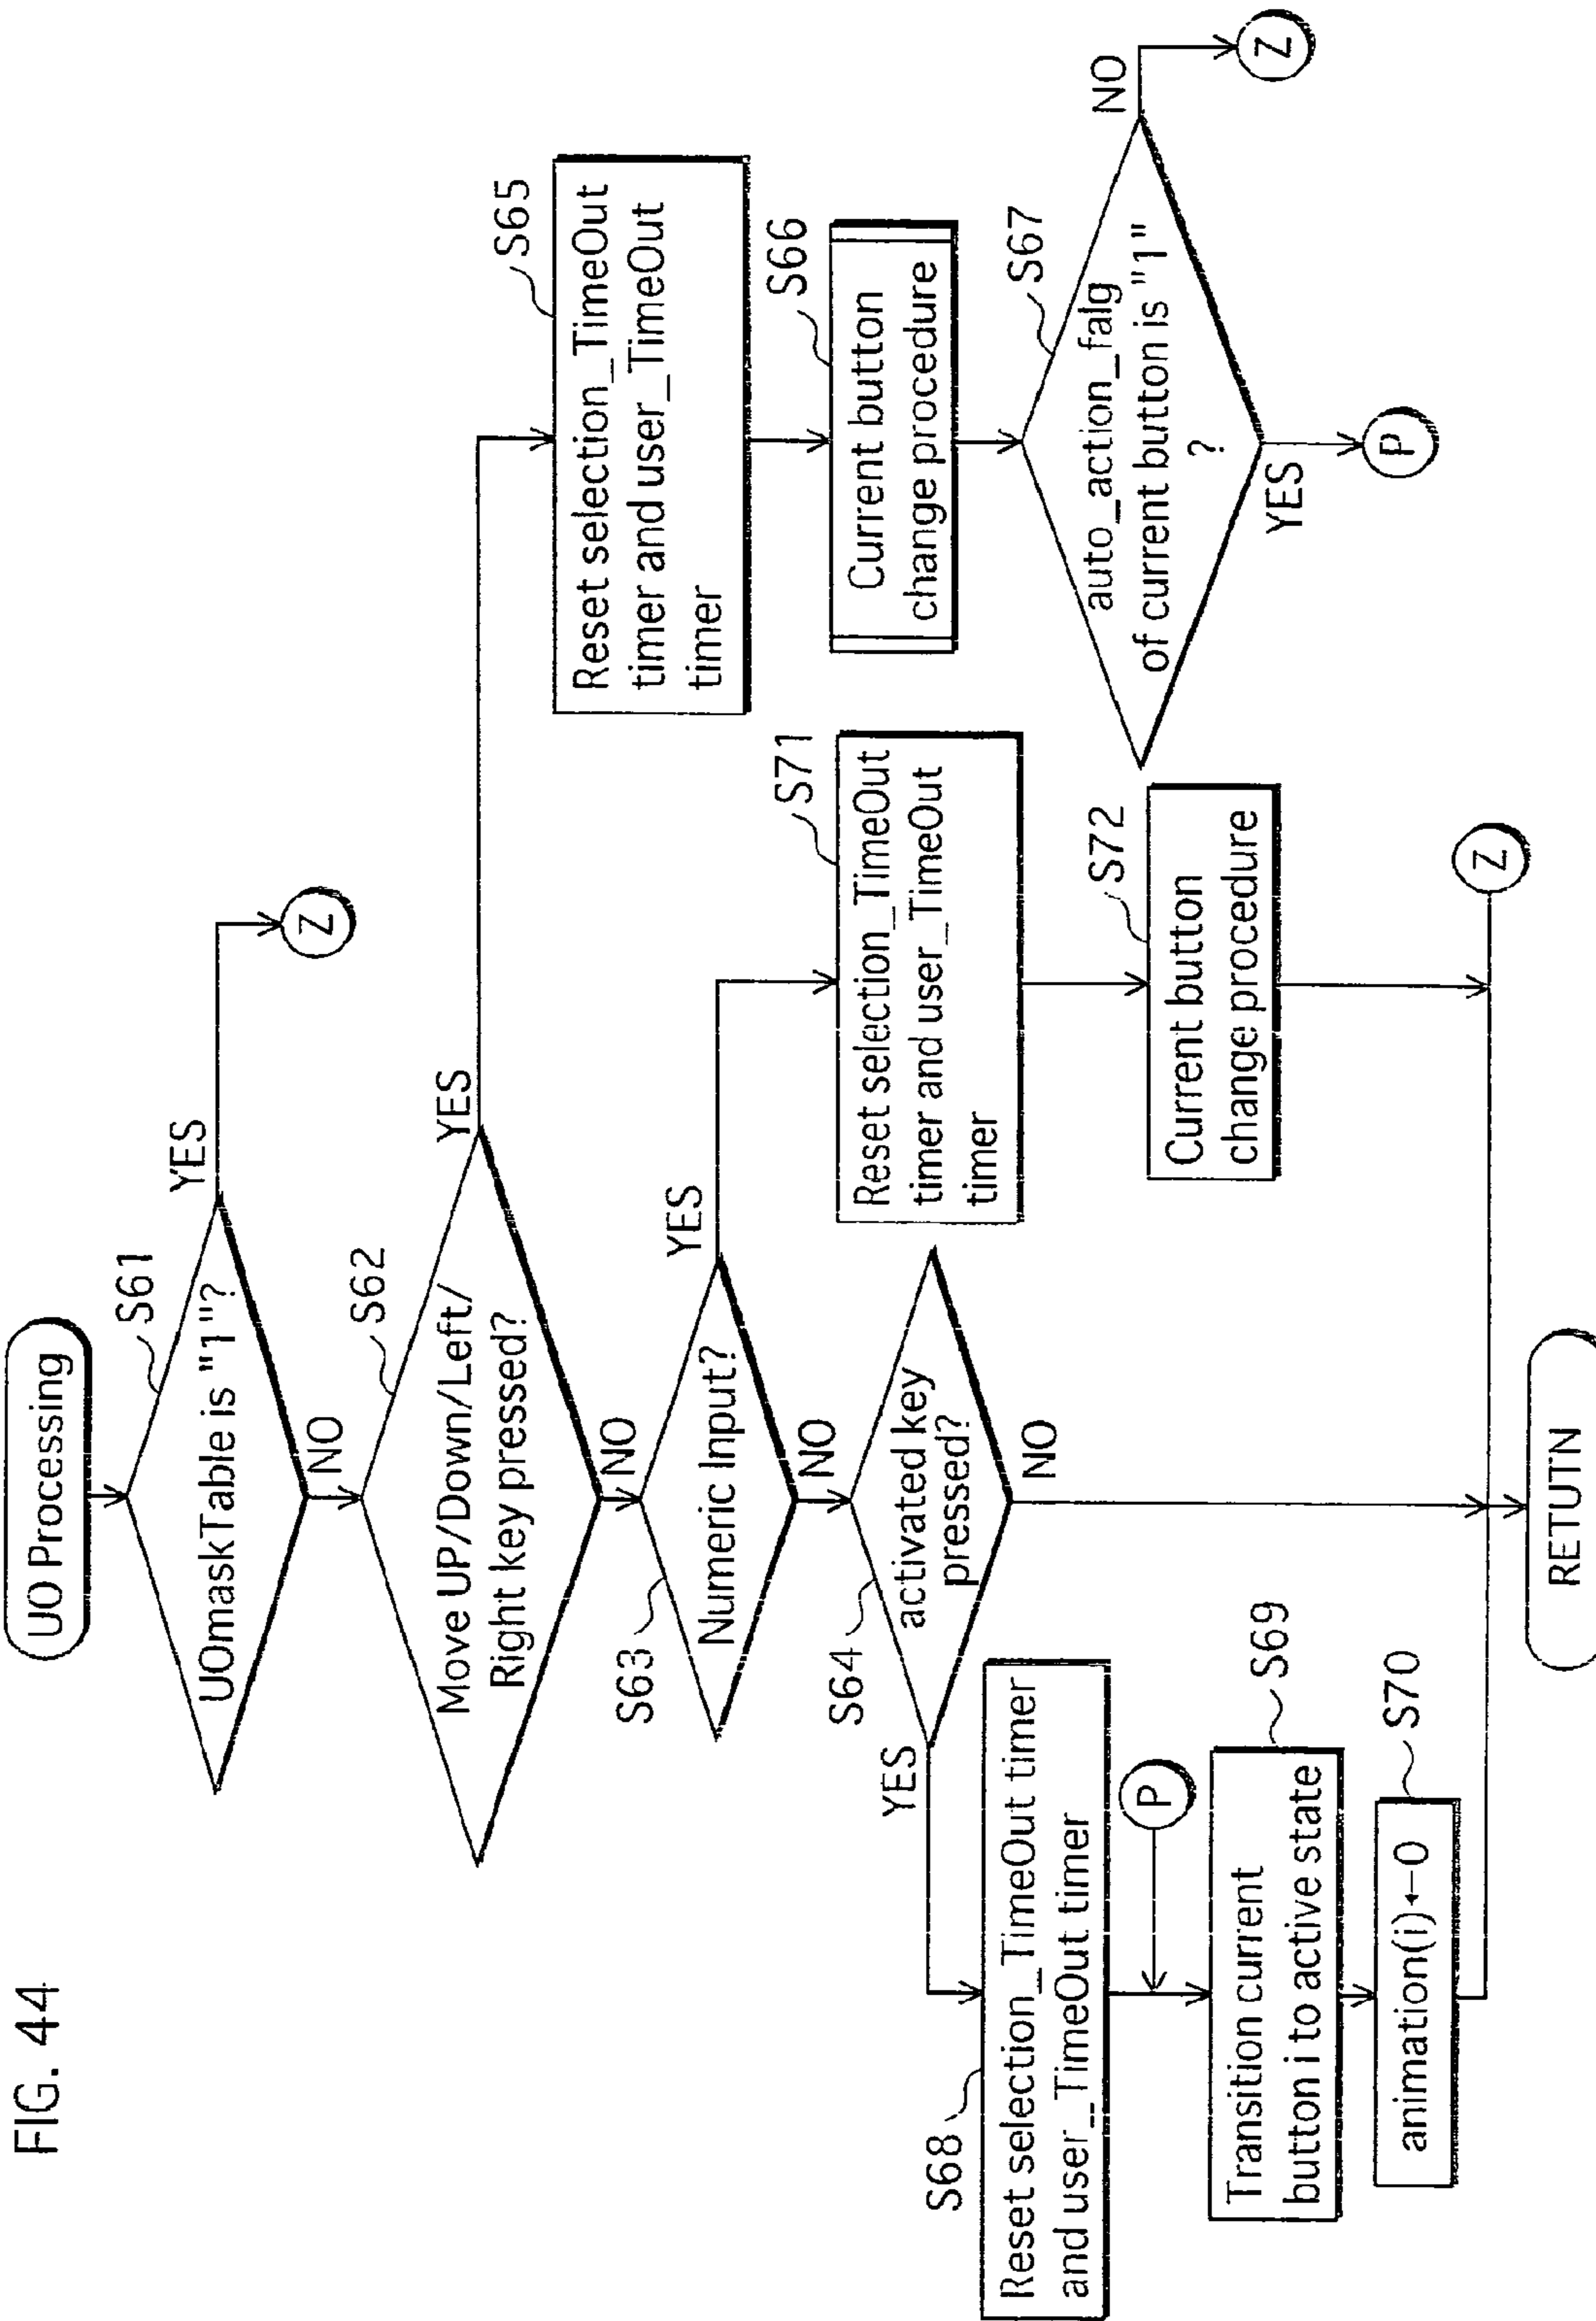 FIG. 44
UO Processing
S61
UOmaskTable is "1"?
YES
Z
NO
S62
Move UP/Down/Left/
Right key pressed?
YES
NO
S63
Numeric Input?
YES
NO
S64
activated key
pressed?
YES
NO
S65
Reset selection_TimeOut
timer and user_TimeOut
timer
S66
Current button
change procedure
S67
auto_action_falg
of current button is "1"
?
NO
Z
YES
P
S71
Reset selection_TimeOut
timer and user_TimeOut
timer
S72
Current button
change procedure
Z
S68
Reset selection_TimeOut timer
and user_TimeOut timer
P
S69
Transition current
button i to active state
S70
animation(i)←0
RETUTN